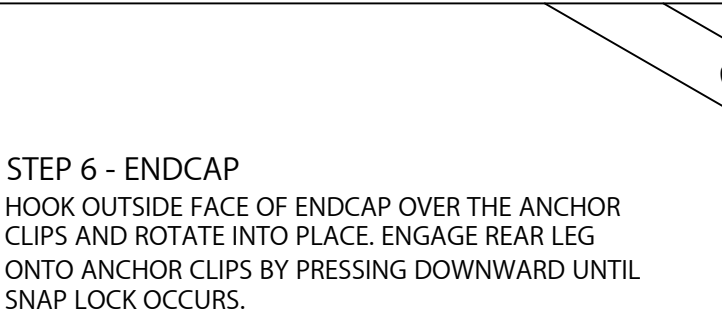 STEP 6 - ENDCAP
HOOK OUTSIDE FACE OF ENDCAP OVER THE ANCHOR
CLIPS AND ROTATE INTO PLACE. ENGAGE REAR LEG
ONTO ANCHOR CLIPS BY PRESSING DOWNWARD UNTIL
SNAP LOCK OCCURS.